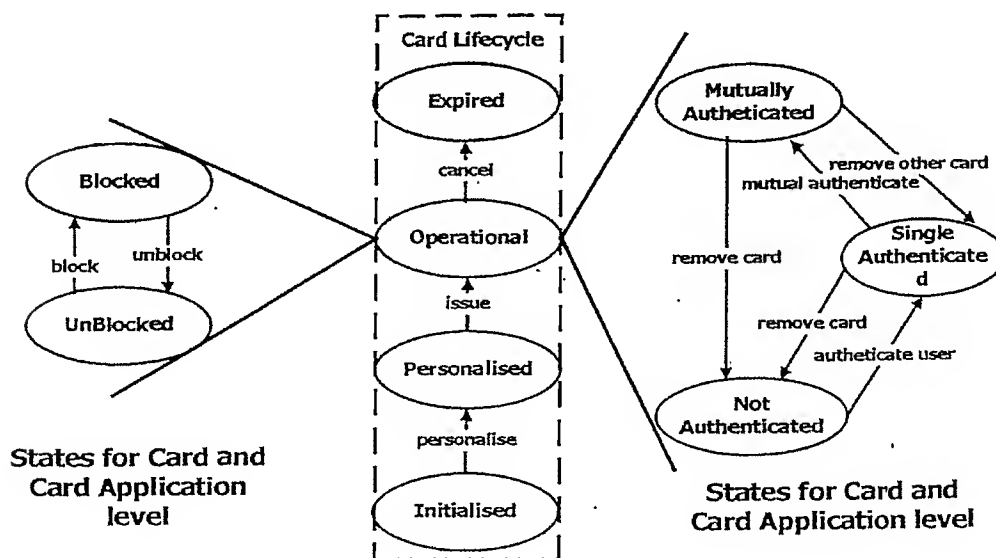 Card Lifecycle
Expired
cancel
Operational
issue
Personalised
personalise
Initialised
Blocked
block
unblock
UnBlocked
States for Card and
Card Application
level
Mutually
Autheticated
remove other card
mutual authenticate
Single
Authenticate
d
remove card
remove card
autheticate user
Not
Authenticated
States for Card and
Card Application level